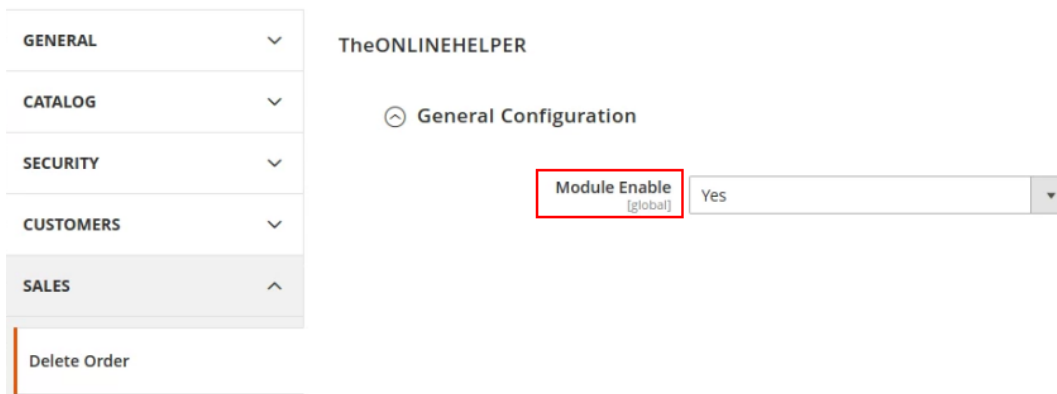 GENERAL
CATALOG
SECURITY
CUSTOMERS
SALES
Delete Order
TheONLINEHELPER
General Configuration
Module Enable
[global]
Yes